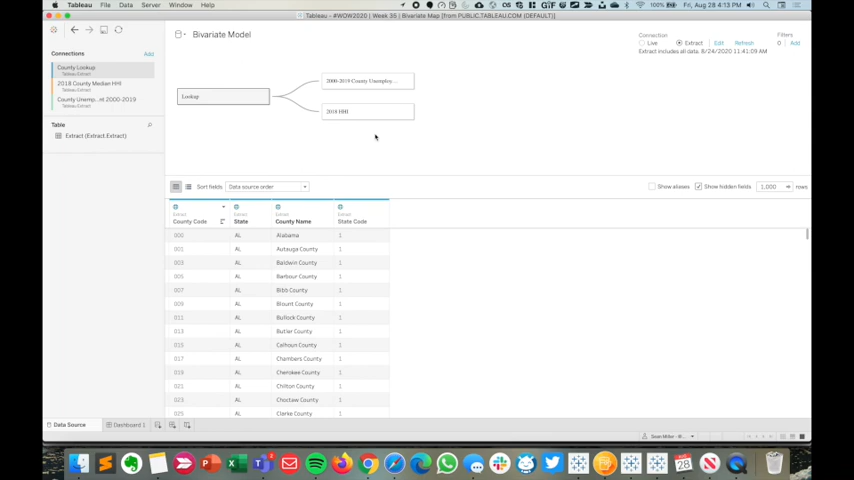 Tableau File Data Server Window Help
100% Fri, Aug 28 4:13 PM
Tableau - #WOW2020 | Week 35 | Bivariate Map [from PUBLIC.TABLEAU.COM (DEFAULT)]
Bivariate Model
Connection
Live Extract Edit Refresh
Extract includes all data. 8/24/2020 11:41:09 AM
Filters
0 Add
Connections Add
County Lookup
Tableau Extract
2018 County Median HHI
Tableau Extract
County Unemp...nt 2000-2019
Tableau Extract
Table
Extract (Extract.Extract)
Lookup
2000-2019 County Unemploy...
2018 HHI
Sort fields Data source order
Show aliases Show hidden fields 1,000 rows
Extract Extract Extract Extract
County Code State County Name State Code
000 AL Alabama 1
001 AL Autauga County 1
003 AL Baldwin County 1
005 AL Barbour County 1
007 AL Bibb County 1
009 AL Blount County 1
011 AL Bullock County 1
013 AL Butler County 1
015 AL Calhoun County 1
017 AL Chambers County 1
019 AL Cherokee County 1
021 AL Chilton County 1
023 AL Choctaw County 1
025 AL Clarke County 1
Data Source Dashboard 1
Sean Miller - W...